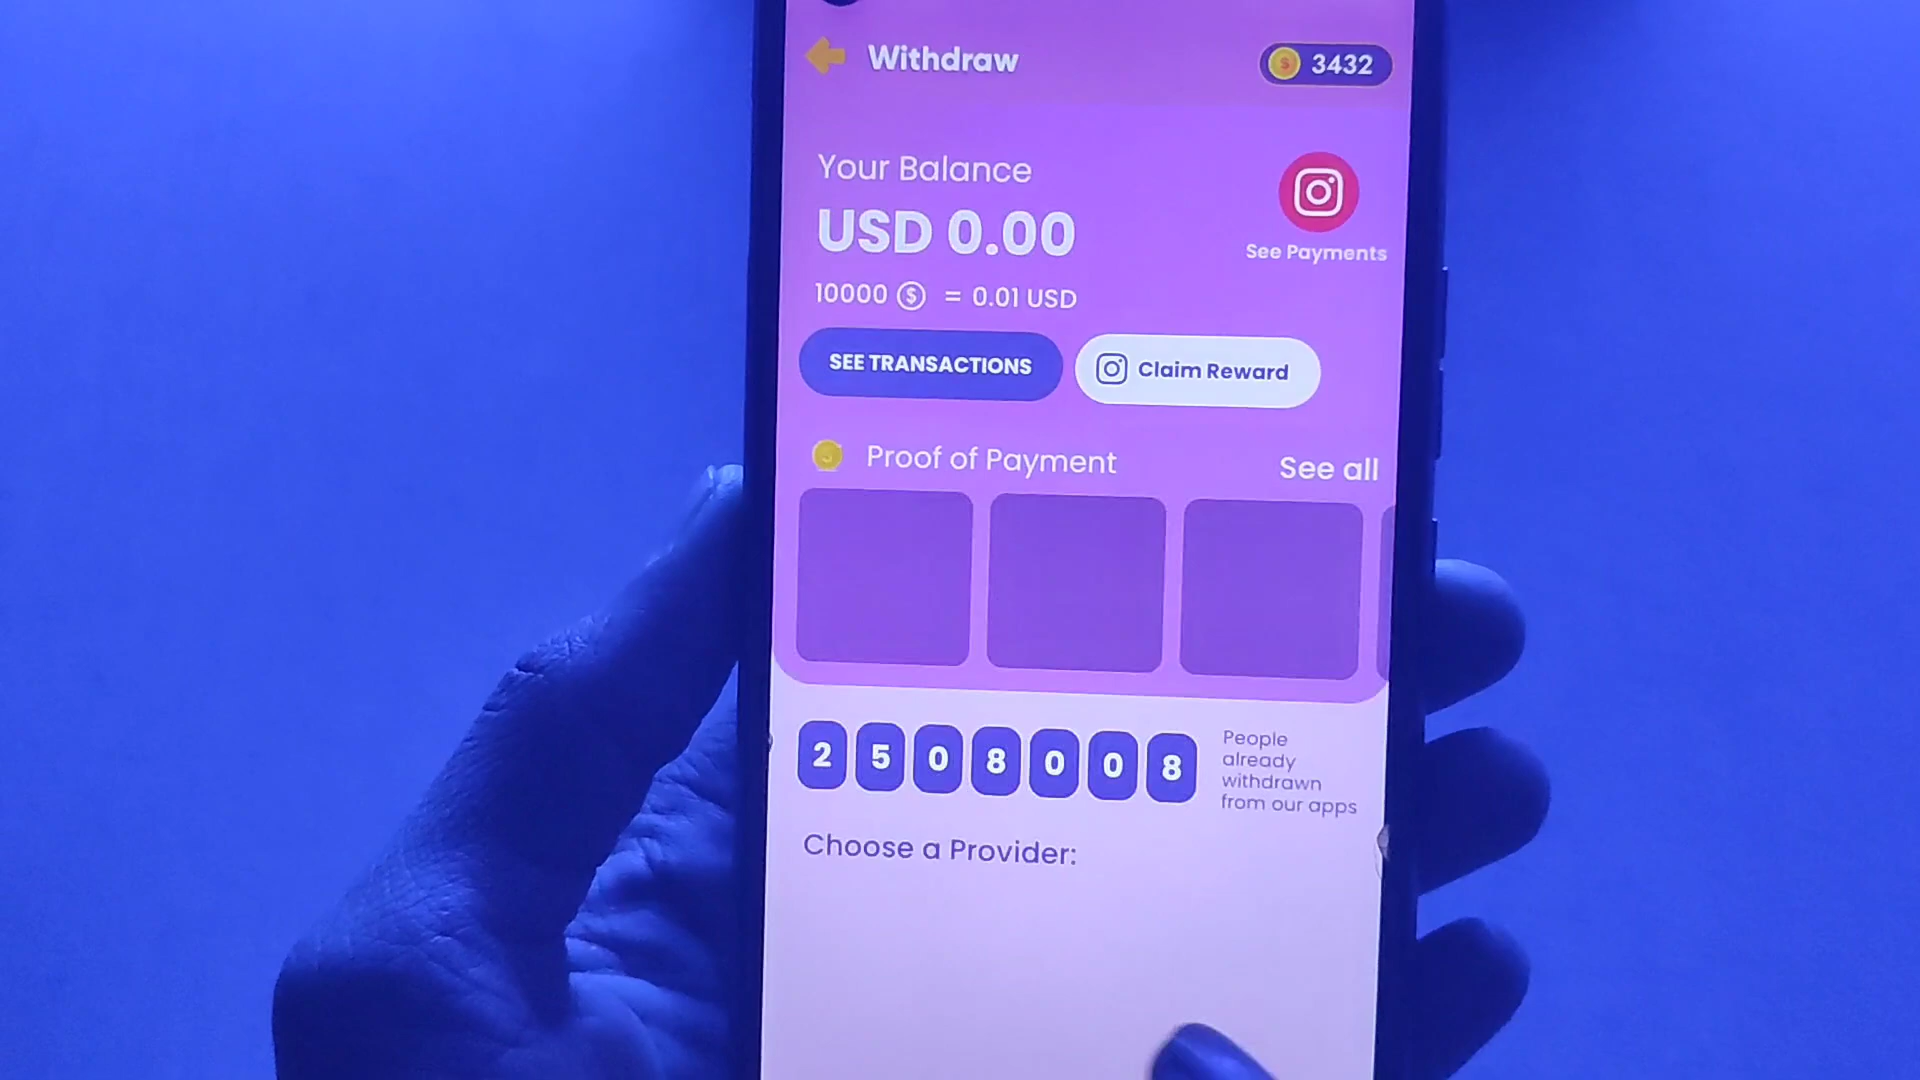 Withdraw
3432
Your Balance
USD 0.00
See Payments
10000 $ = 0.01 USD
SEE TRANSACTIONS
Claim Reward
Proof of Payment
See all
2 5 0 8 0 0 8
People
already
withdrawn
from our apps
Choose a Provider: